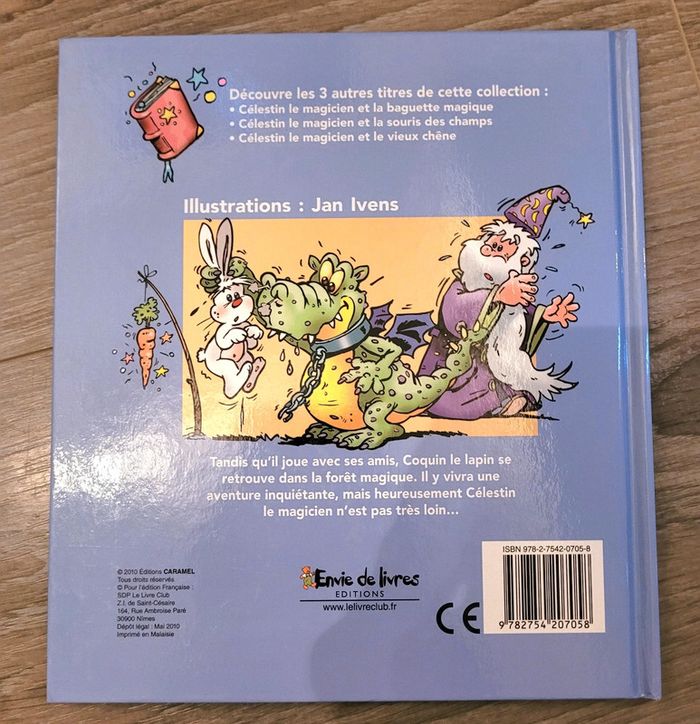 Découvre les 3 autres titres de cette collection :
• Célestin le magicien et la baguette magique
• Célestin le magicien et la souris des champs
• Célestin le magicien et le vieux chêne
Illustrations : Jan Ivens
Tandis qu'il joue avec ses amis, Coquin le lapin se
retrouve dans la forêt magique. Il y vivra une
aventure inquiétante, mais heureusement Célestin
le magicien n'est pas très loin...
ISBN 978-2-7542-0705-8
© 2010 Éditions CARAMEL
Tous droits réservés
© Pour l'édition Française :
SDP Le Livre Club
Z.I. de Saint-Césaire
164, Rue Ambroise Paré
30900 Nîmes
Dépôt légal : Mai 2010
Imprimé en Malaisie
Envie de livres
EDITIONS
www.lelivreclub.fr
CE
9 782754 207058